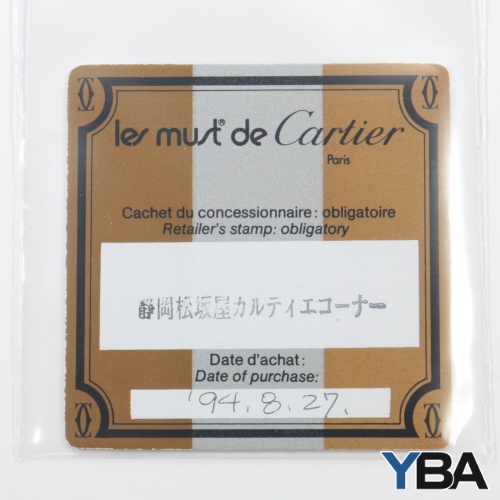 les must® de Cartier
Paris
Cachet du concessionnaire : obligatoire
Retailer's stamp: obligatory
静岡松坂屋カルティエコーナー
Date d'achat :
Date of purchase:
'94. 8. 27.
YBA